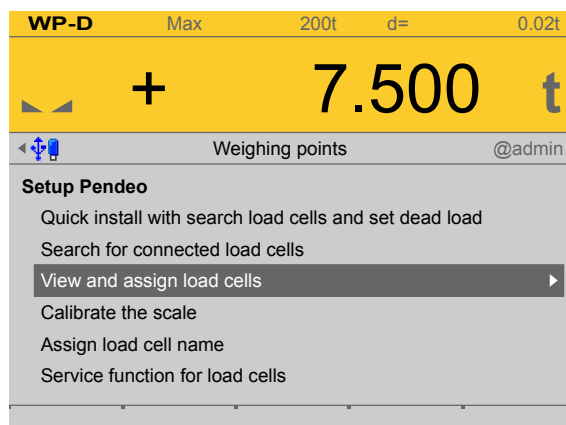 WP-D Max 200t d= 0.02t
+ 7.500 t
Weighing points @admin
Setup Pendeo
Quick install with search load cells and set dead load
Search for connected load cells
View and assign load cells
Calibrate the scale
Assign load cell name
Service function for load cells